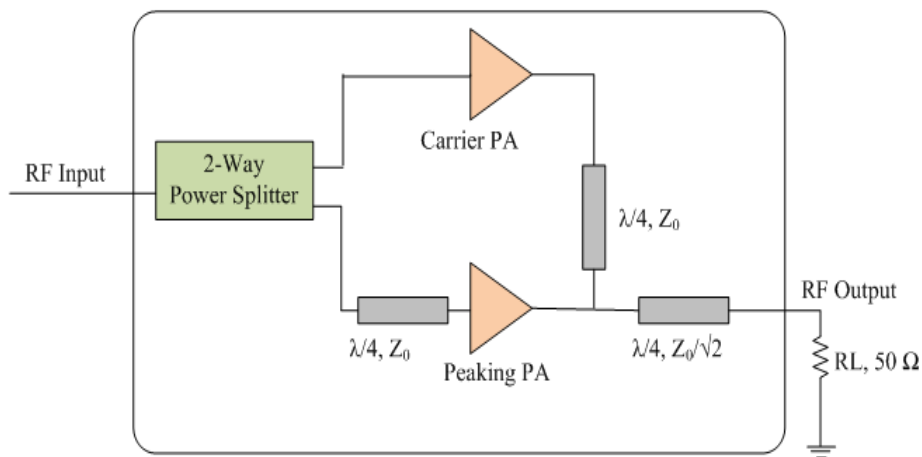 RF Input
2-Way
Power Splitter
Carrier PA
λ/4, Z₀
λ/4, Z₀
Peaking PA
λ/4, Z₀/√2
RF Output
RL, 50 Ω